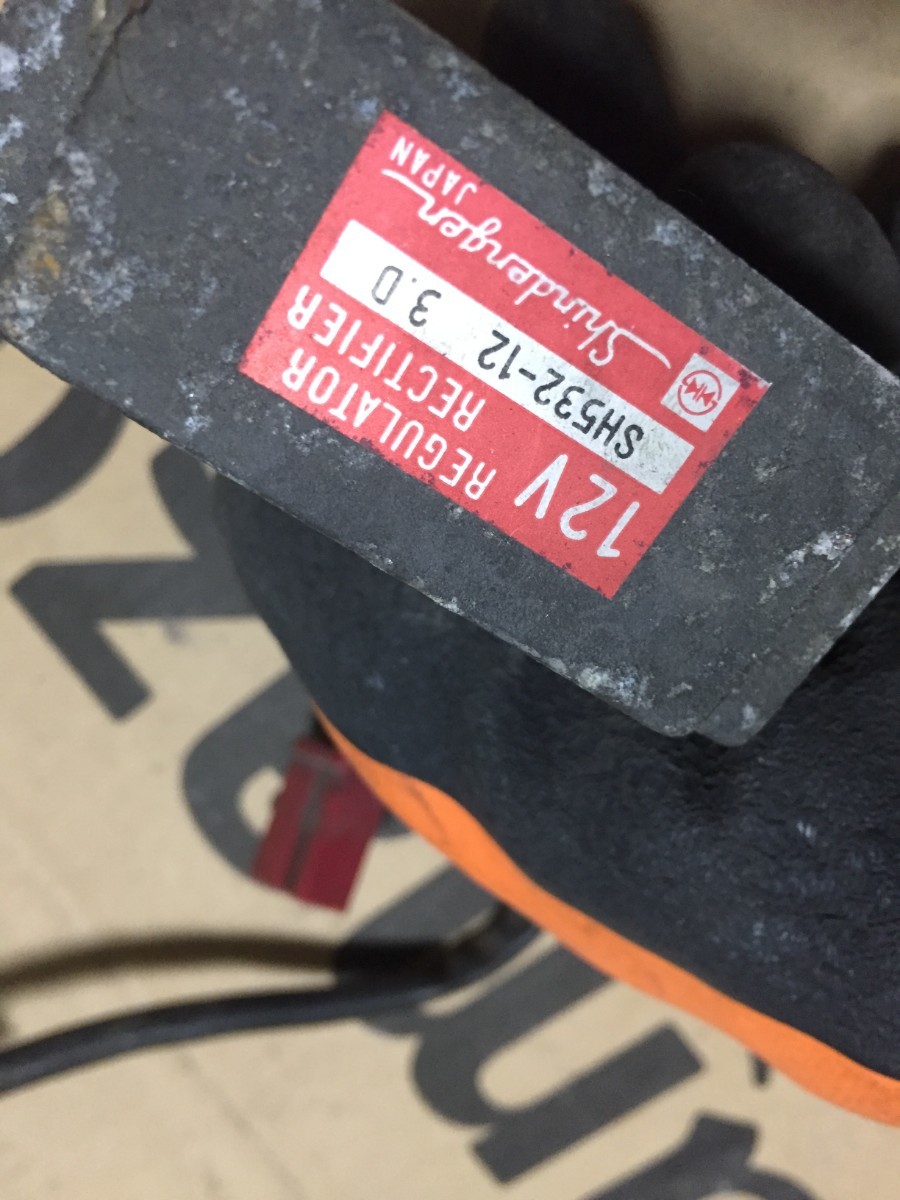 12V REGULATOR
RECTIFIER
SH532-12 3.D
Shindengen
JAPAN